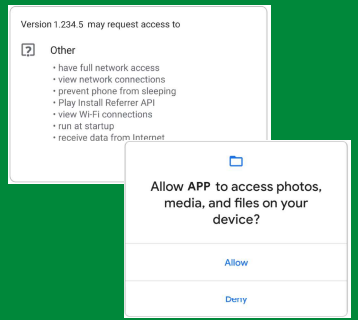 Version 1.234.5 may request access to
Other
• have full network access
• view network connections
• prevent phone from sleeping
• Play Install Referrer API
• view Wi-Fi connections
• run at startup
• receive data from Internet
Allow APP to access photos,
media, and files on your
device?
Allow
Deny